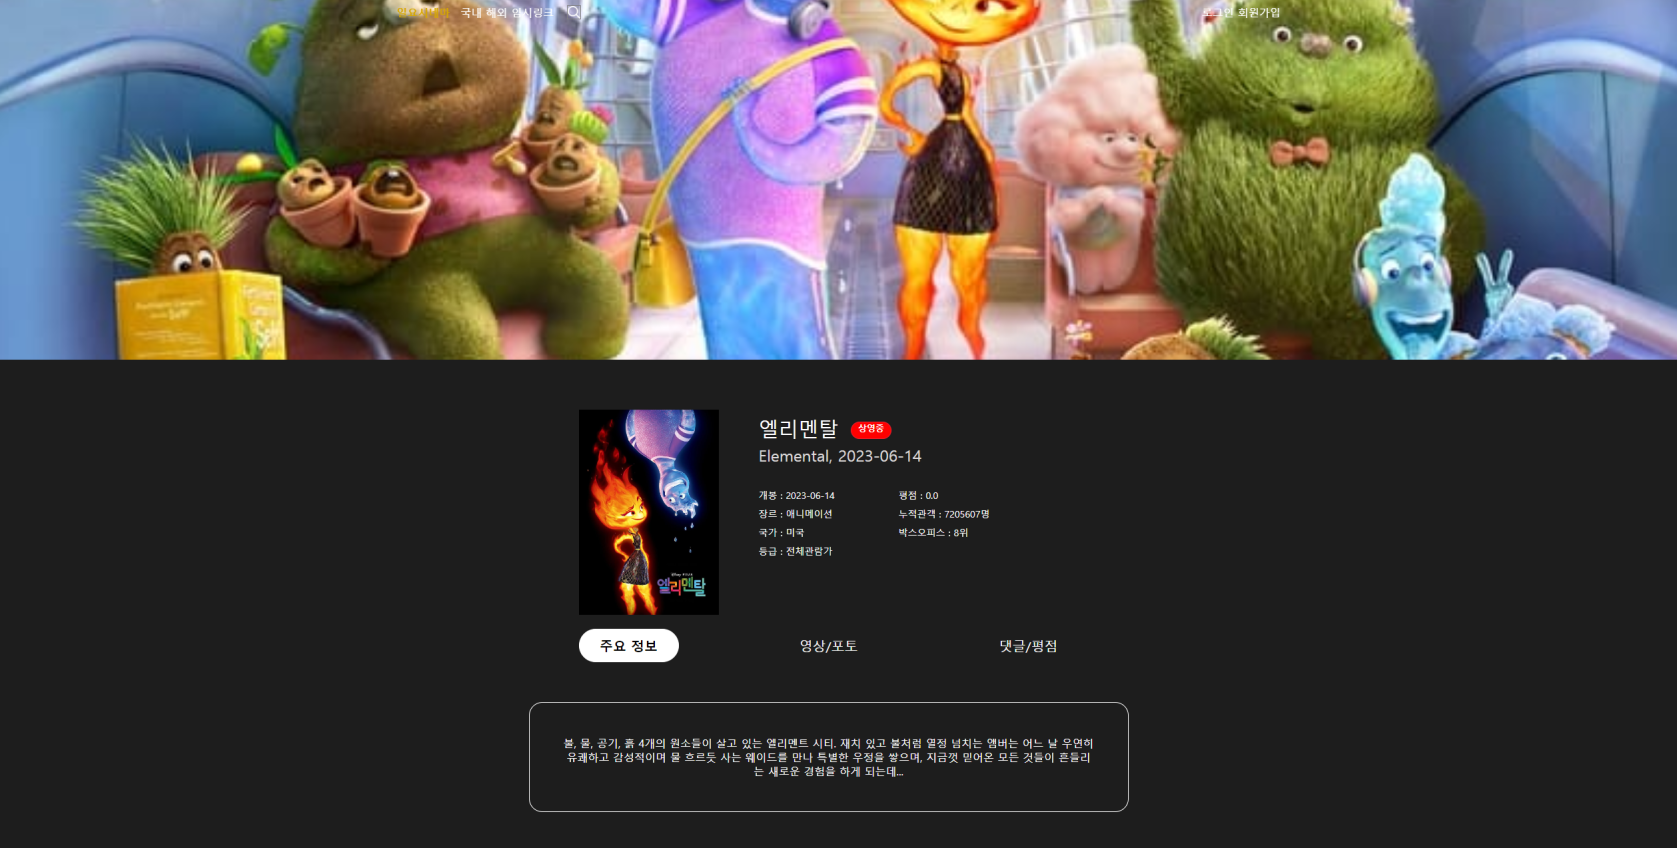 국내 해외 임시링크
로그인 회원가입
엘리멘탈 상영중
Elemental, 2023-06-14
개봉 : 2023-06-14
평점 : 0.0
장르 : 애니메이션
누적관객 : 7205607명
국가 : 미국
박스오피스 : 8위
등급 : 전체관람가
엘리멘탈
주요 정보
영상/포토
댓글/평점
불, 물, 공기, 흙 4개의 원소들이 살고 있는 엘리멘트 시티. 재치 있고 불처럼 열정 넘치는 앰버는 어느 날 우연히
유쾌하고 감성적이며 물 흐르듯 사는 웨이드를 만나 특별한 우정을 쌓으며, 지금껏 믿어온 모든 것들이 흔들리
는 새로운 경험을 하게 되는데...